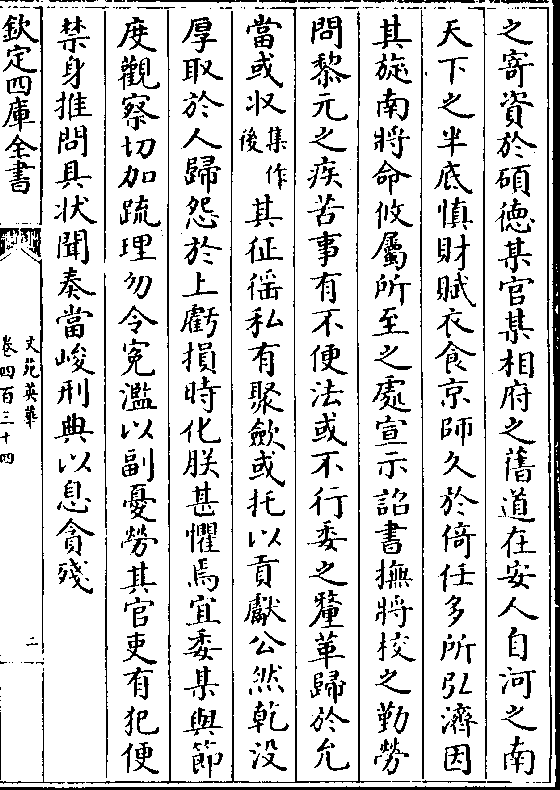 之寄資於碩德某官某相府之舊道在安人自河之南
天下之半底慎財賦衣食京師久於倚任多所弘濟因
其旋南將命攸屬所至之處宣示詔書撫將校之勤勞
問黎元之疾苦事有不便法或不行委之釐革歸於允
當或收集作後其征徭私有聚歛或托以貢獻公然乾没
厚取於人歸怨於上虧損時化朕甚懼焉宜委某與節
度觀察切加疏理勿令寃濫以副憂勞其官吏有犯便
禁身推問具狀聞奏當峻刑典以息貪殘
欽定四庫全書
文苑英華
卷四百三十四
二